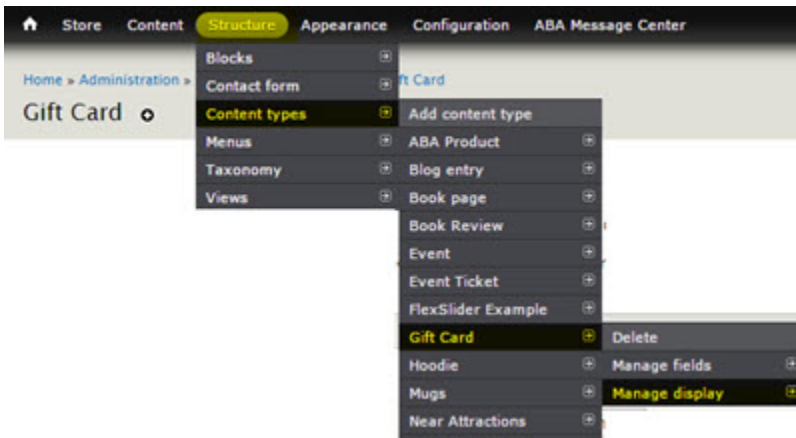 Store Content Structure Appearance Configuration ABA Message Center
Blocks
Home » Administration » ft Card
Contact form
Gift Card
Content types Add content type
Menus ABA Product
Taxonomy Blog entry
Views Book page
Book Review
Event
Event Ticket
FlexSlider Example
Gift Card Delete
Hoodie Manage fields
Mugs Manage display
Near Attractions